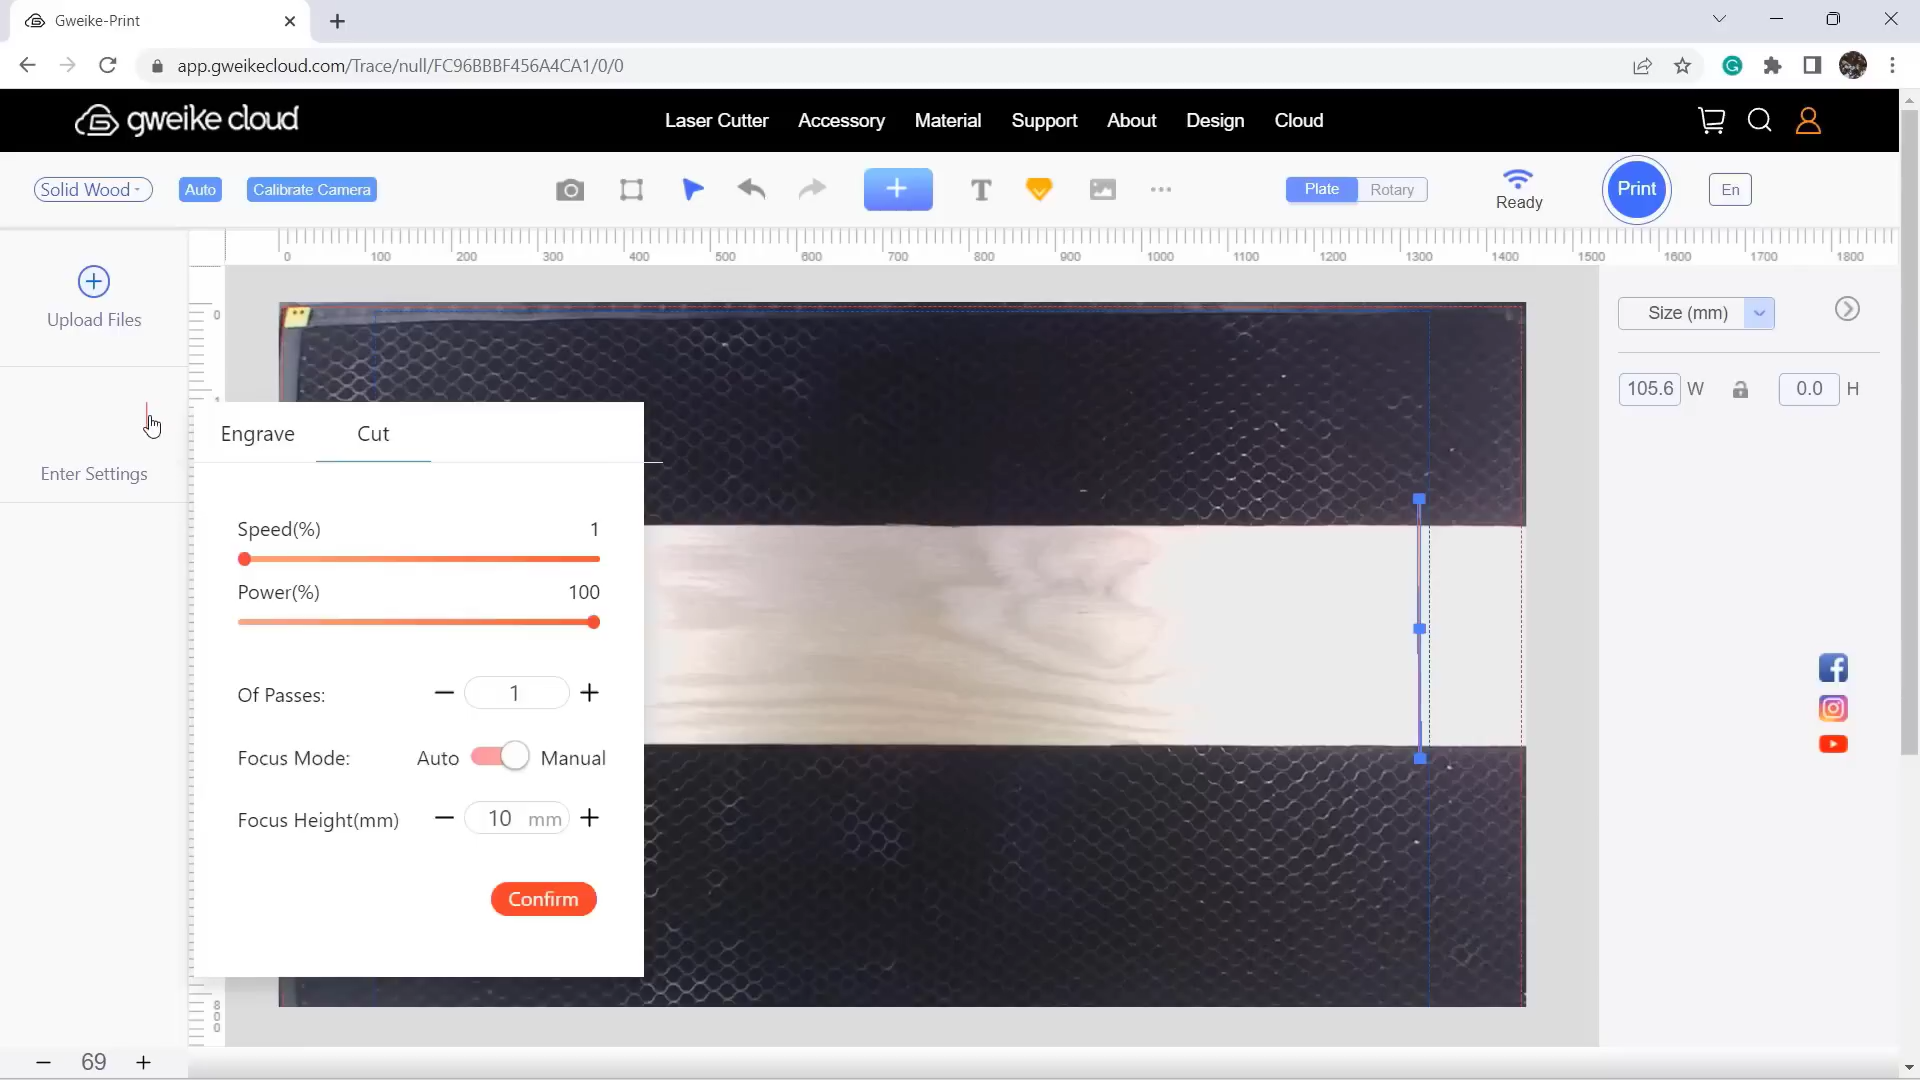 Gweike-Print
app.gweikecloud.com/Trace/null/FC96BBBF456A4CA1/0/0
gweike cloud
Laser Cutter Accessory Material Support About Design Cloud
Solid Wood Auto Calibrate Camera
T
Plate Rotary
Ready
Print
En
0 100 200 300 400 500 600 700 800 900 1000 1100 1200 1300 1400 1500 1600 1700 1800
Upload Files
Enter Settings
0
1
800
Engrave Cut
Speed(%) 1
Power(%) 100
Of Passes: 1
Focus Mode: Auto Manual
Focus Height(mm) 10 mm
Confirm
Size (mm)
105.6 W 0.0 H
69